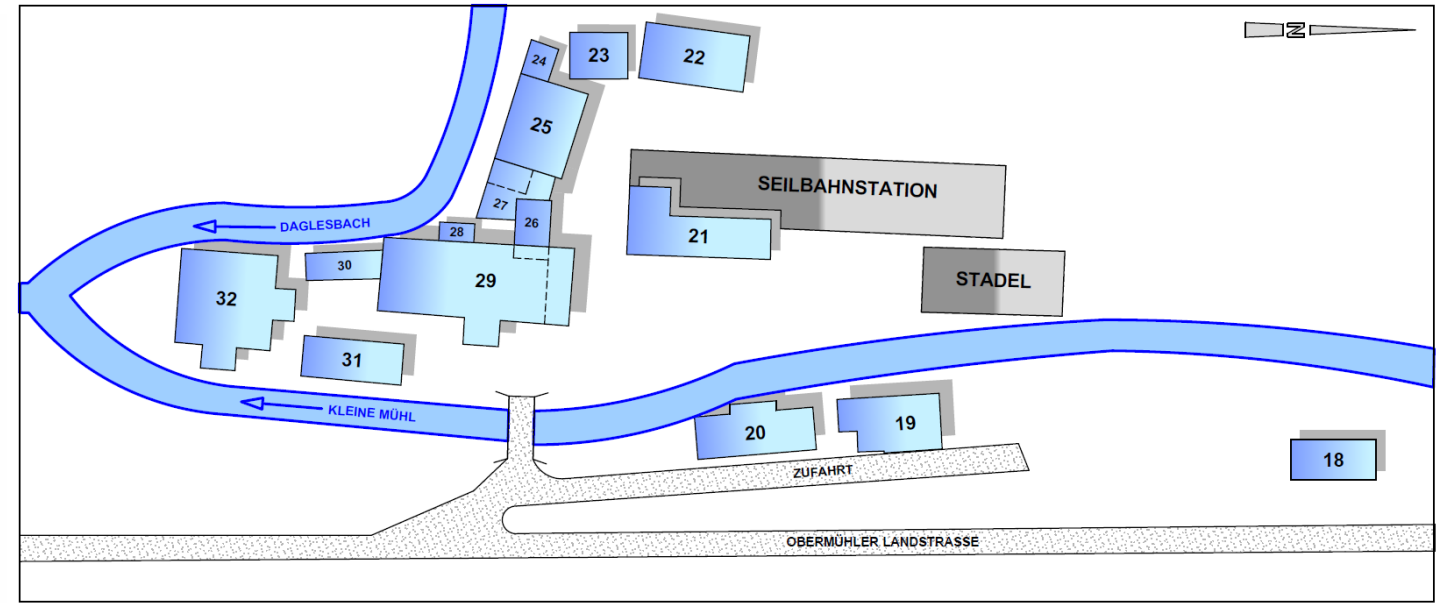 N
24
23
22
25
SEILBAHNSTATION
27
26
DAGLESBACH
28
21
30
29
STADEL
32
31
KLEINE MÜHL
20
19
18
ZUFAHRT
OBERMÜHLER LANDSTRASSE